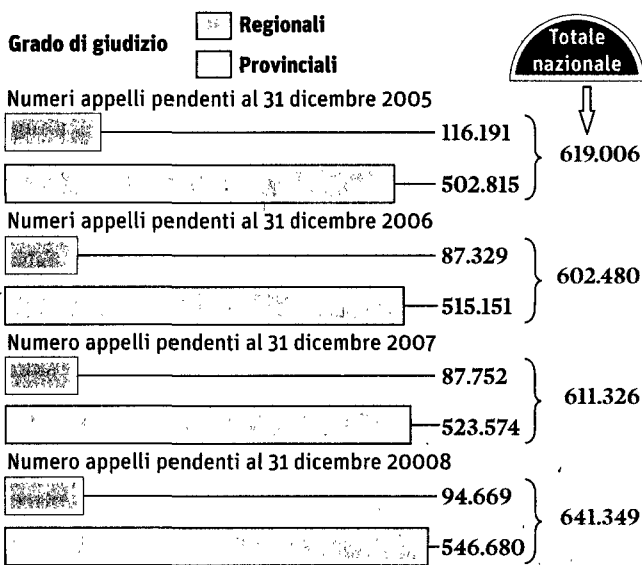 Grado di giudizio
Regionali
Provinciali
Totale
nazionale
Numeri appelli pendenti al 31 dicembre 2005
116.191
502.815
619.006
Numeri appelli pendenti al 31 dicembre 2006
87.329
515.151
602.480
Numero appelli pendenti al 31 dicembre 2007
87.752
523.574
611.326
Numero appelli pendenti al 31 dicembre 20008
94.669
546.680
641.349